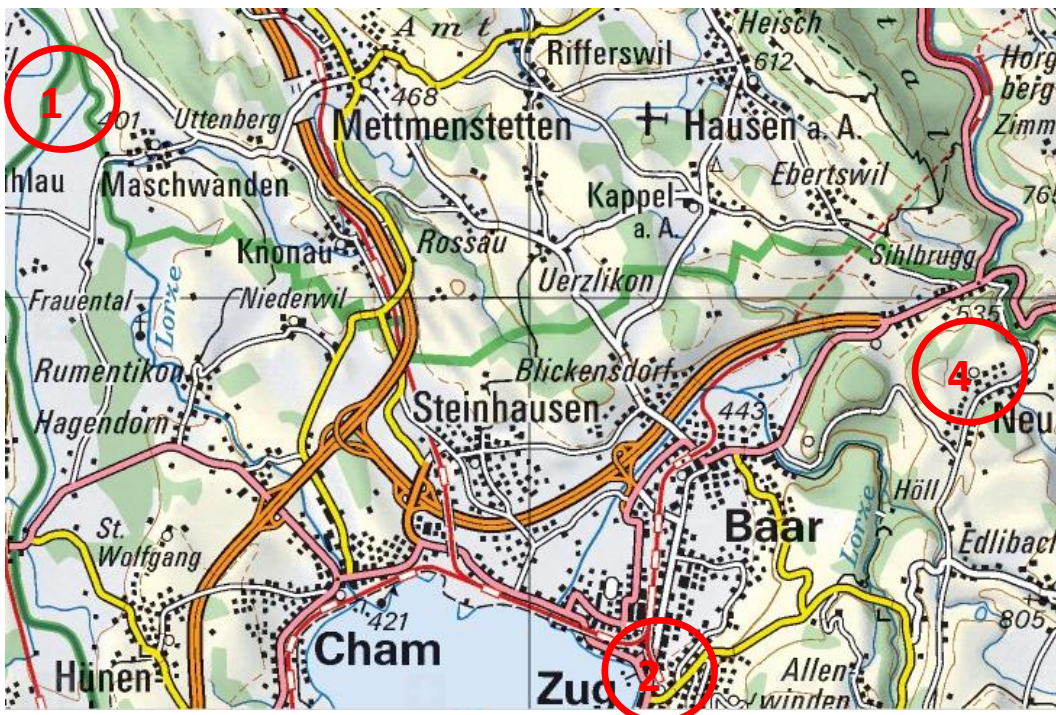 Heisch
612
Amt
Rifferswil
Horg
berg
Zimm
1
401
Uttenberg
468
Mettmenstetten
Hausen a. A.
hlau
Maschwanden
Kappel
a. A.
Ebertswil
76
Knonau
Rossau
Sihlbrugg
Frauental
Lorze
Niederwil
Uerzlikon
535
Rumentikon
Blickensdorf
4
Hagendorn
Steinhausen
443
Neu
St.
Wolfgang
Baar
Lorze
Höll
Edlibach
421
Cham
805
Hünen
Zug
2
Allen
winden